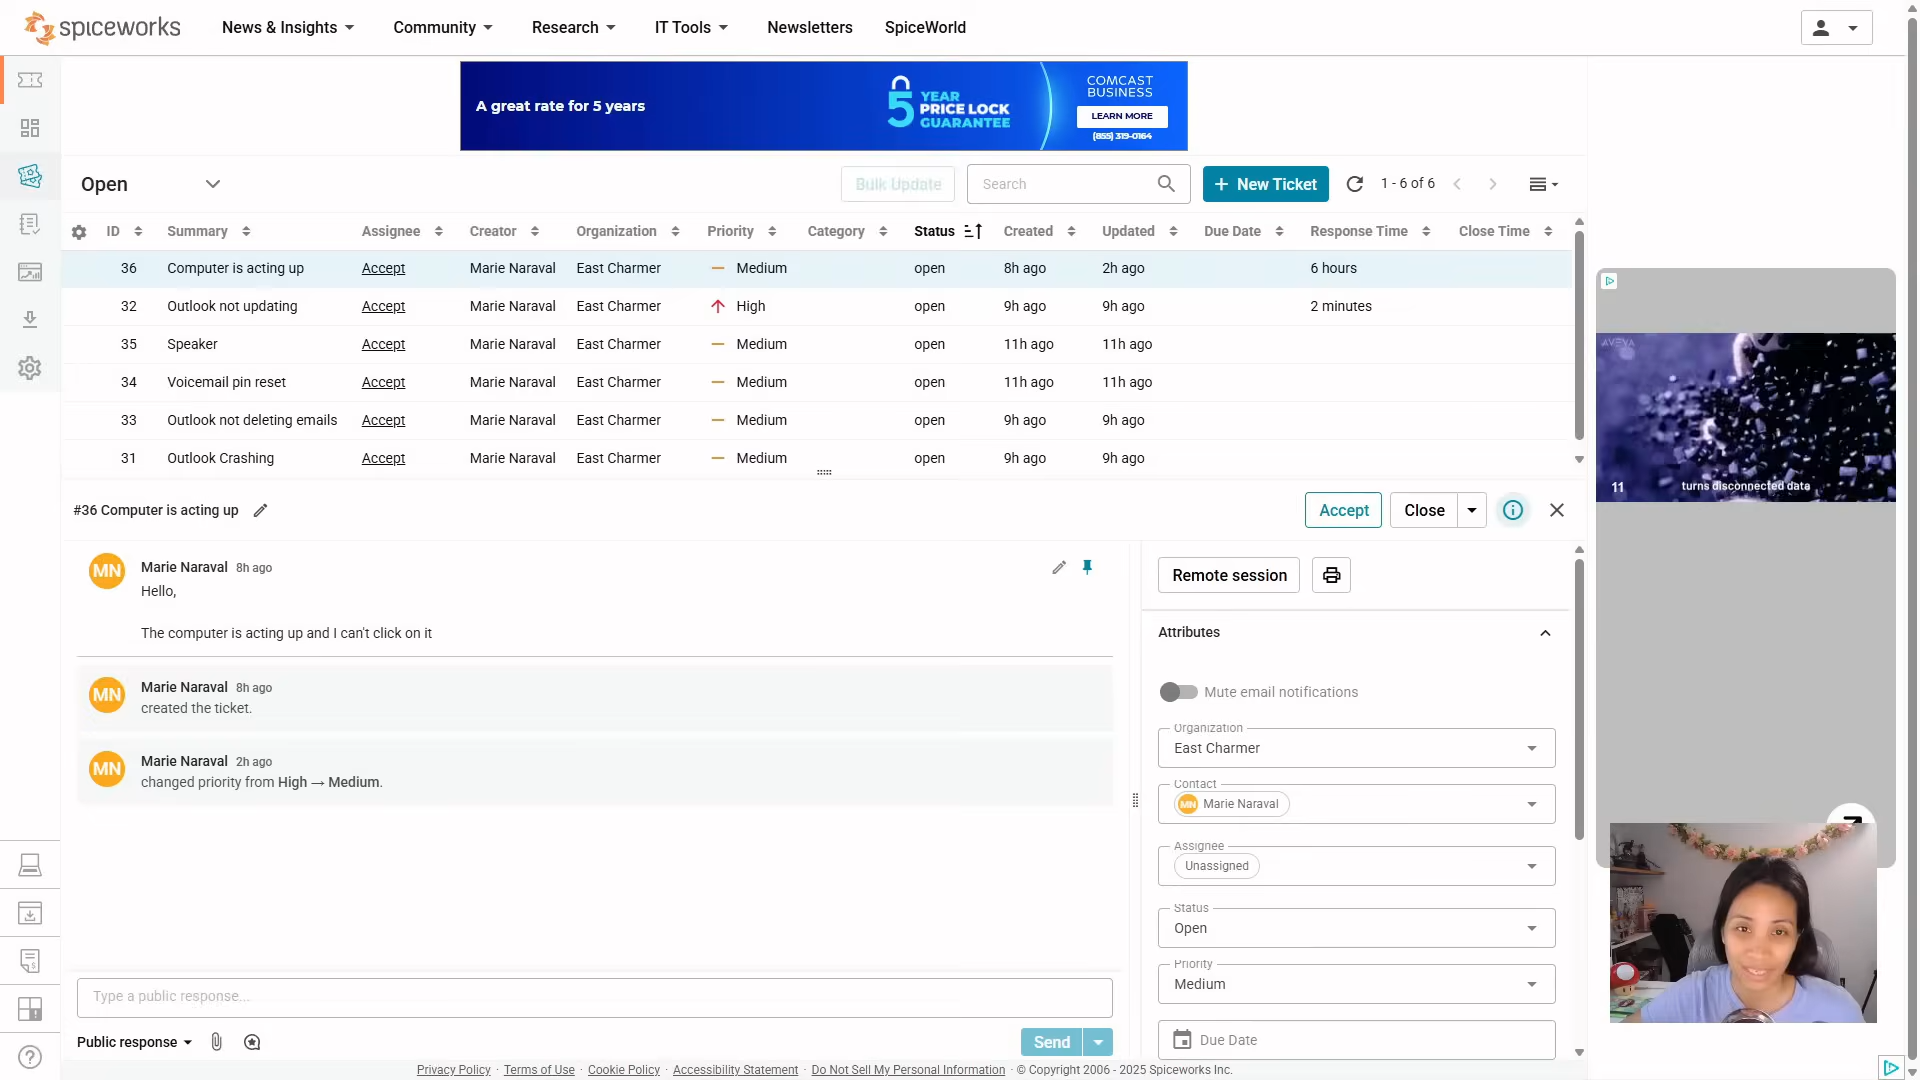 spiceworks News & Insights Community Research IT Tools Newsletters SpiceWorld
A great rate for 5 years
5 YEAR PRICE LOCK GUARANTEE
COMCAST BUSINESS
LEARN MORE
(855) 319-0164
Open Bulk Update Search + New Ticket 1 - 6 of 6
ID Summary Assignee Creator Organization Priority Category Status Created Updated Due Date Response Time Close Time
36 Computer is acting up Accept Marie Naraval East Charmer Medium open 8h ago 2h ago 6 hours
32 Outlook not updating Accept Marie Naraval East Charmer High open 9h ago 9h ago 2 minutes
35 Speaker Accept Marie Naraval East Charmer Medium open 11h ago 11h ago
34 Voicemail pin reset Accept Marie Naraval East Charmer Medium open 11h ago 11h ago
33 Outlook not deleting emails Accept Marie Naraval East Charmer Medium open 9h ago 9h ago
31 Outlook Crashing Accept Marie Naraval East Charmer Medium open 9h ago 9h ago
AVEVA
11 turns disconnected data
#36 Computer is acting up Accept Close
MN Marie Naraval 8h ago
Hello,
The computer is acting up and I can't click on it
MN Marie Naraval 8h ago
created the ticket.
MN Marie Naraval 2h ago
changed priority from High → Medium.
Type a public response...
Public response Send
Remote session
Attributes
Mute email notifications
Organization
East Charmer
Contact
MN Marie Naraval
Assignee
Unassigned
Status
Open
Priority
Medium
Due Date
Privacy Policy · Terms of Use · Cookie Policy · Accessibility Statement · Do Not Sell My Personal Information · © Copyright 2006 - 2025 Spiceworks Inc.